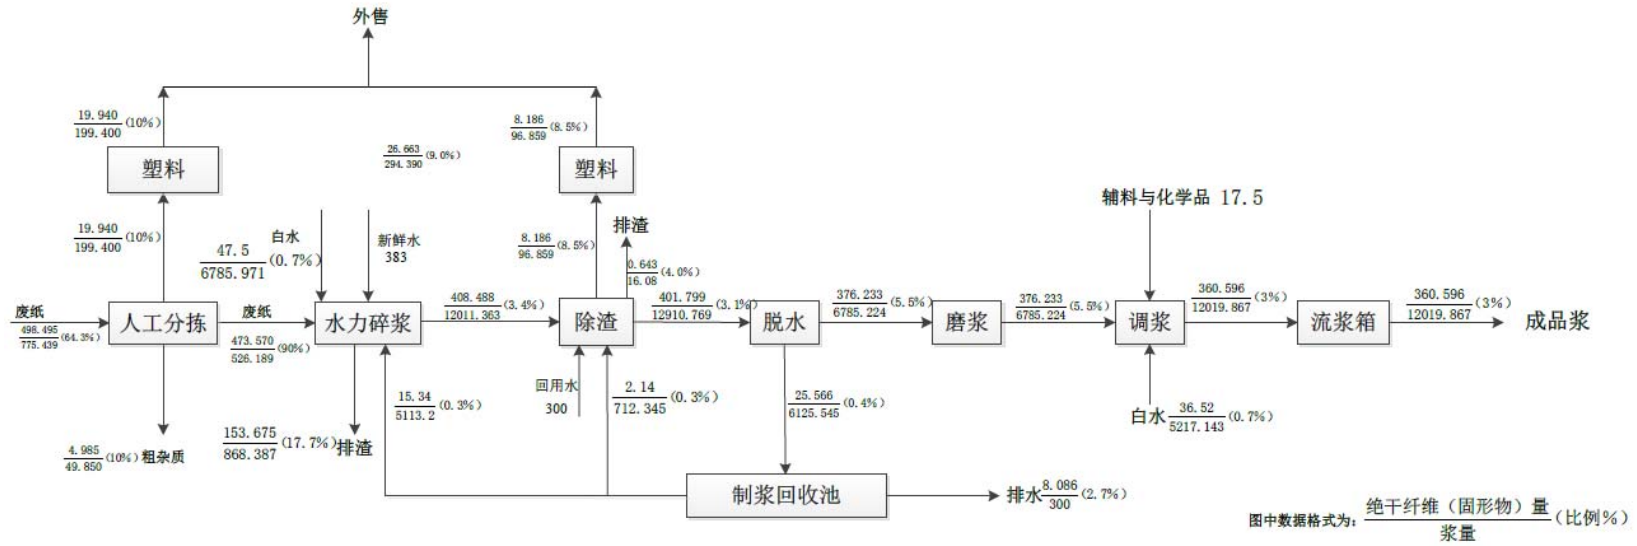 外售
19.940
199.400 (10%)
8.186
96.859 (8.5%)
26.663
294.390 (9.0%)
塑料
塑料
辅料与化学品 17.5
19.940
199.400 (10%)
白水
47.5
6785.971 (0.7%)
新鲜水
383
8.186
96.859 (8.5%)
排渣
0.643
16.08 (4.0%)
废纸
498.495
775.439 (64.3%)
人工分拣
废纸
473.570
526.189 (90%)
水力碎浆
408.488
12011.363 (3.4%)
除渣
401.799
12910.769 (3.1%)
脱水
376.233
6785.224 (5.5%)
磨浆
376.233
6785.224 (5.5%)
调浆
360.596
12019.867 (3%)
流浆箱
360.596
12019.867 (3%)
成品浆
4.985
49.850 (10%) 粗杂质
153.675
868.387 (17.7%) 排渣
15.34
5113.2 (0.3%)
回用水
300
2.14
712.345 (0.3%)
25.566
6125.545 (0.4%)
白水 36.52
5217.143 (0.7%)
制浆回收池
排水 8.086
300 (2.7%)
图中数据格式为: 绝干纤维（固形物）量
浆量 (比例%)